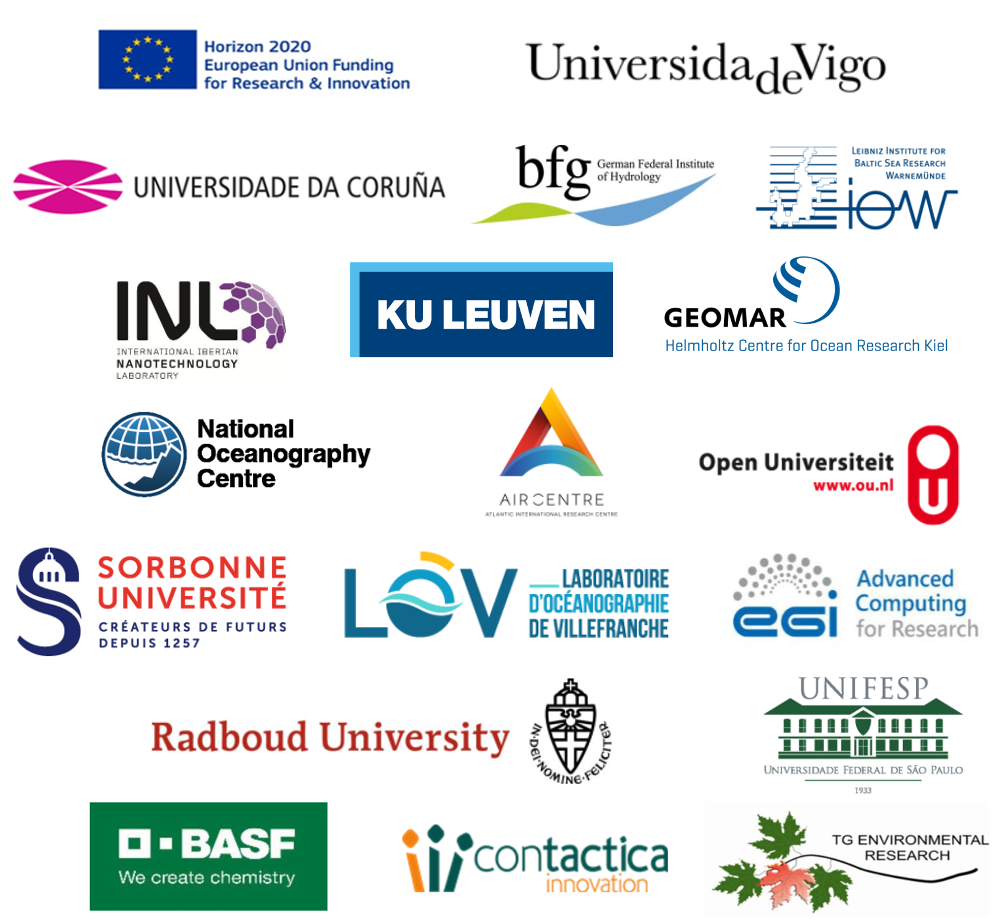 Horizon 2020
European Union Funding
for Research & Innovation
UniversidadeVigo
UNIVERSIDADE DA CORUÑA
bfg
German Federal Institute
of Hydrology
LEIBNIZ INSTITUTE FOR
BALTIC SEA RESEARCH
WARNEMÜNDE
iow
INL
INTERNATIONAL IBERIAN
NANOTECHNOLOGY
LABORATORY
KU LEUVEN
GEOMAR
Helmholtz Centre for Ocean Research Kiel
National
Oceanography
Centre
AIRCENTRE
ATLANTIC INTERNATIONAL RESEARCH CENTRE
Open Universiteit
www.ou.nl
OU
SORBONNE
UNIVERSITÉ
CRÉATEURS DE FUTURS
DEPUIS 1257
LOV
LABORATOIRE
D'OCÉANOGRAPHIE
DE VILLEFRANCHE
egi
Advanced
Computing
for Research
Radboud University
IN·DEI·NOMINE·FELICITER
UNIFESP
UNIVERSIDADE FEDERAL DE SÃO PAULO
1933
BASF
We create chemistry
contactica
innovation
TG ENVIRONMENTAL
RESEARCH